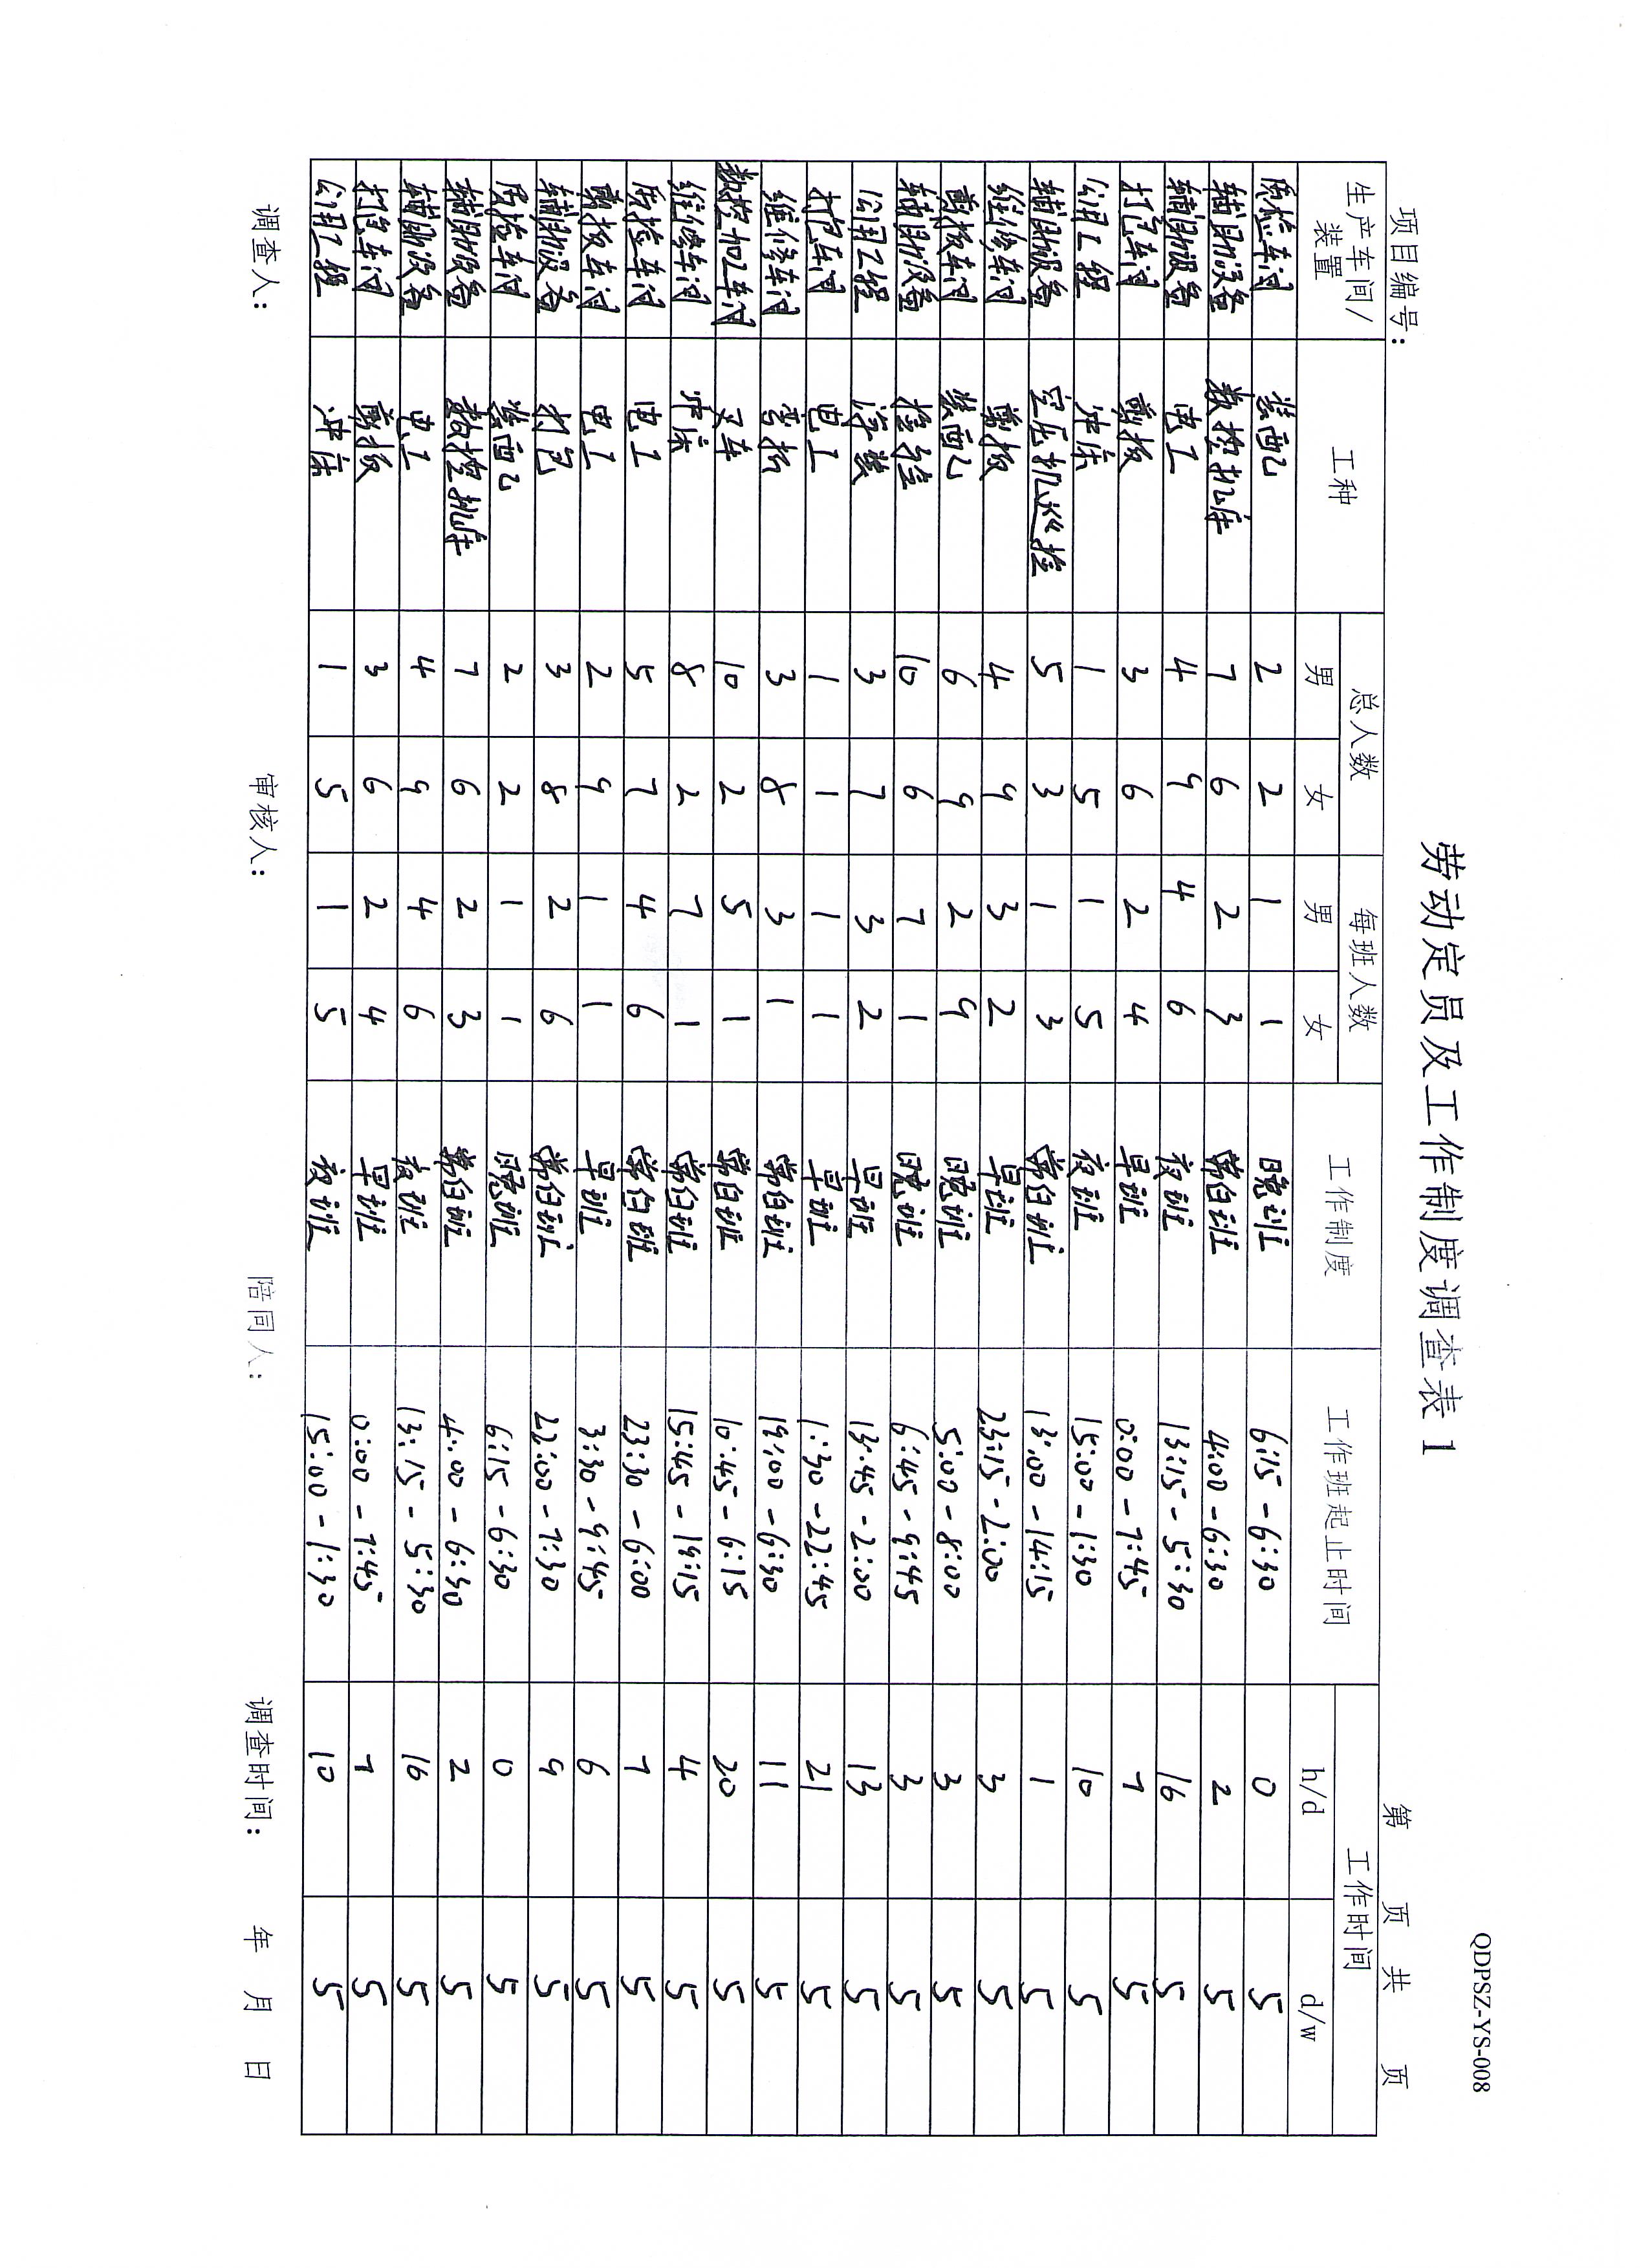 QDPSZ-YS-008
劳动定员及工作制度调查表1
项目编号： 第 页 共 页
生产车间/装置 工种 总人数 每班人数 工作制度 工作班起止时间 工作时间
男 女 男 女 h/d d/w
质检车间 装配 2 2 1 1 晚班 6:15-6:30 0 5
辅助设备 数控机床 7 6 2 3 常白班 4:00-6:30 2 5
辅助设备 电工 4 9 4 6 夜班 13:15-5:30 16 5
打包车间 剪板 3 6 2 4 早班 0:00-7:45 7 5
公用工程 冲床 1 5 1 5 夜班 15:00-1:30 10 5
辅助设备 空压机巡检 5 3 1 3 常白班 13:00-14:15 1 5
维修车间 剪板 4 9 3 2 早班 23:15-2:00 3 5
剪板车间 装配 6 9 2 9 晚班 5:00-8:00 3 5
辅助设备 检验 10 6 7 1 晚班 6:45-9:45 3 5
公用工程 涂装 3 7 3 2 早班 13:45-2:00 13 5
打包车间 电工 1 1 1 1 早班 1:30-22:45 21 5
维修车间 弯折 3 8 3 1 常白班 19:00-6:30 11 5
数控加工车间 叉车 10 2 5 1 常白班 10:45-6:15 20 5
维修车间 冲床 8 2 7 1 常白班 15:45-19:15 4 5
质检车间 电工 5 7 4 6 常白班 23:30-6:00 7 5
剪板车间 电工 2 9 1 1 早班 3:30-9:45 6 5
辅助设备 打包 3 8 2 6 常白班 22:00-7:30 9 5
质检车间 装配 2 2 1 1 晚班 6:15-6:30 0 5
辅助设备 数控机床 7 6 2 3 常白班 4:00-6:30 2 5
辅助设备 电工 4 9 4 6 夜班 13:15-5:30 16 5
打包车间 剪板 3 6 2 4 早班 0:00-7:45 7 5
公用工程 冲床 1 5 1 5 夜班 15:00-1:30 10 5
调查人： 审核人： 陪同人： 调查时间： 年 月 日